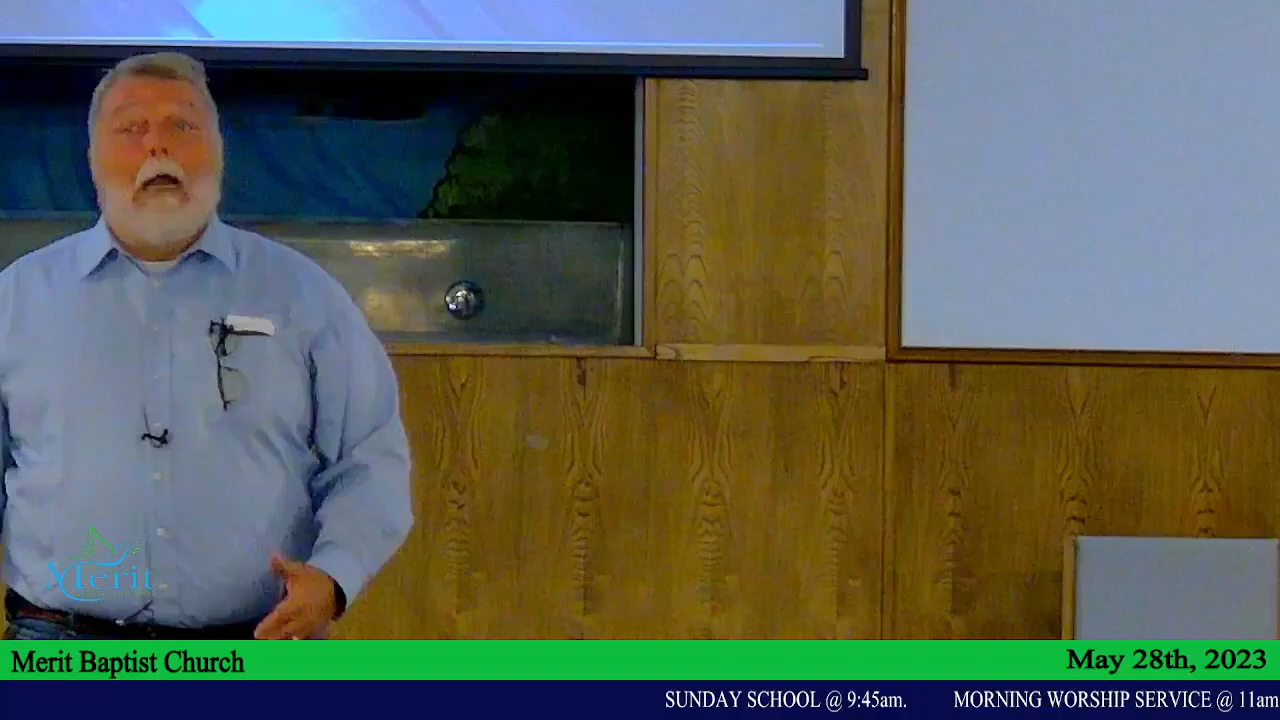 Merit
Merit Baptist Church
May 28th, 2023
SUNDAY SCHOOL @ 9:45am.
MORNING WORSHIP SERVICE @ 11am